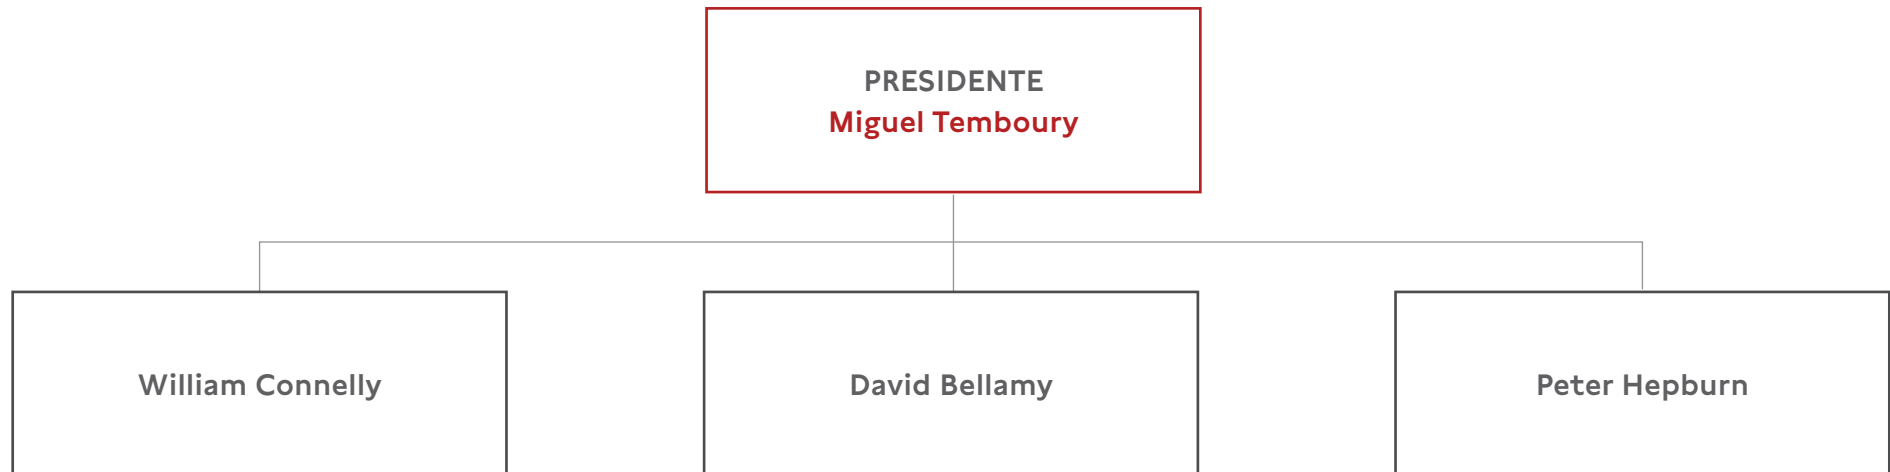 PRESIDENTE
Miguel Temboury
William Connelly
David Bellamy
Peter Hepburn